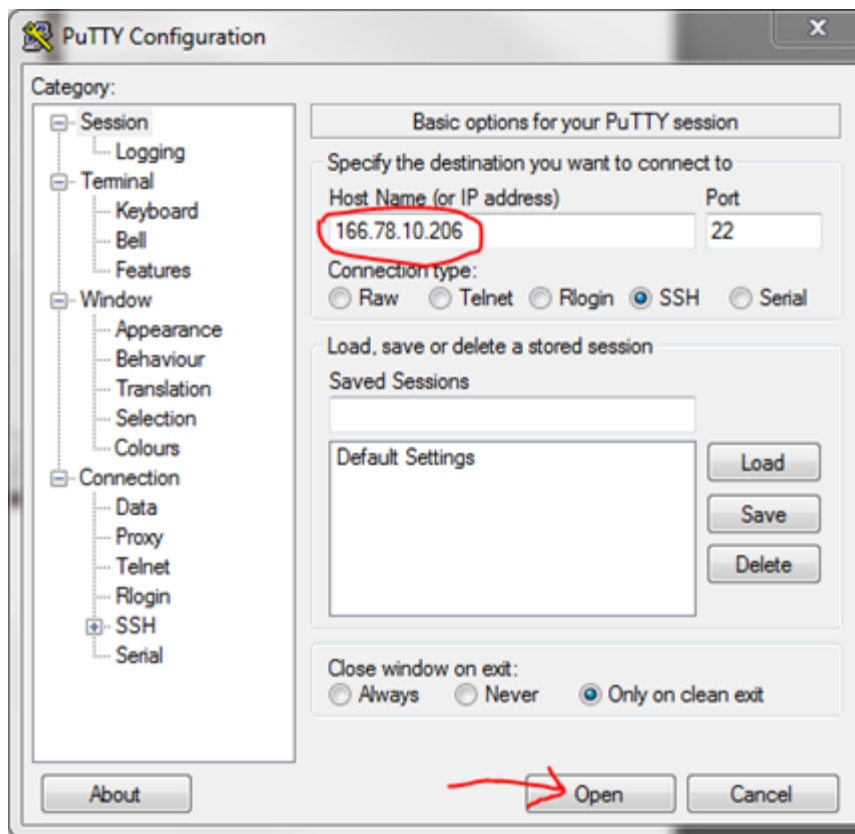 PuTTY Configuration
X
Category:
Session
Logging
Terminal
Keyboard
Bell
Features
Window
Appearance
Behaviour
Translation
Selection
Colours
Connection
Data
Proxy
Telnet
Rlogin
SSH
Serial
Basic options for your PuTTY session
Specify the destination you want to connect to
Host Name (or IP address) Port
166.78.10.206 22
Connection type:
Raw Telnet Rlogin SSH Serial
Load, save or delete a stored session
Saved Sessions
Default Settings
Load
Save
Delete
Close window on exit:
Always Never Only on clean exit
About Open Cancel